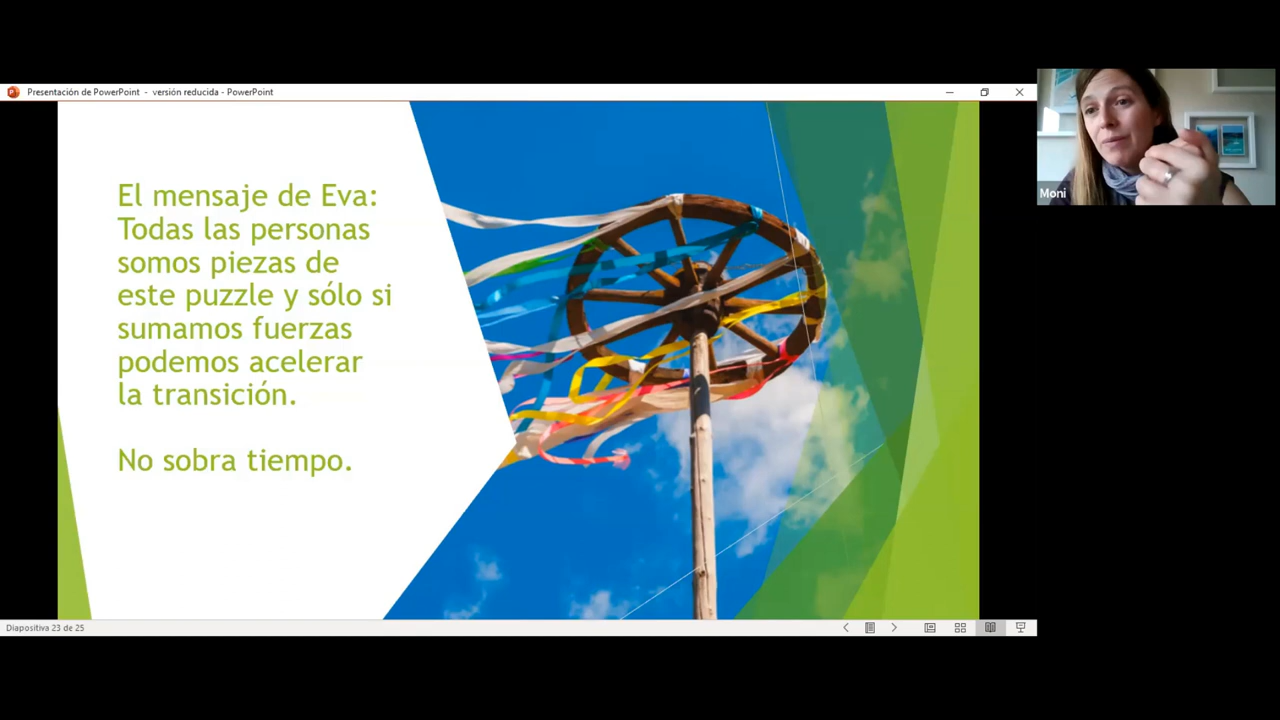 Presentación de PowerPoint - versión reducida - PowerPoint
Moni
El mensaje de Eva:
Todas las personas
somos piezas de
este puzzle y sólo si
sumamos fuerzas
podemos acelerar
la transición.
No sobra tiempo.
Diapositiva 23 de 25